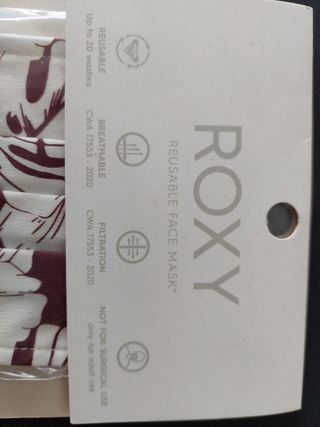 ROXY
REUSABLE FACE MASK*
REUSABLE
Up to 20 washes
BREATHABLE
CWA 17553 : 2020
FILTRATION
CWA 17553 : 2020
NOT FOR SURGICAL USE
only for adult use